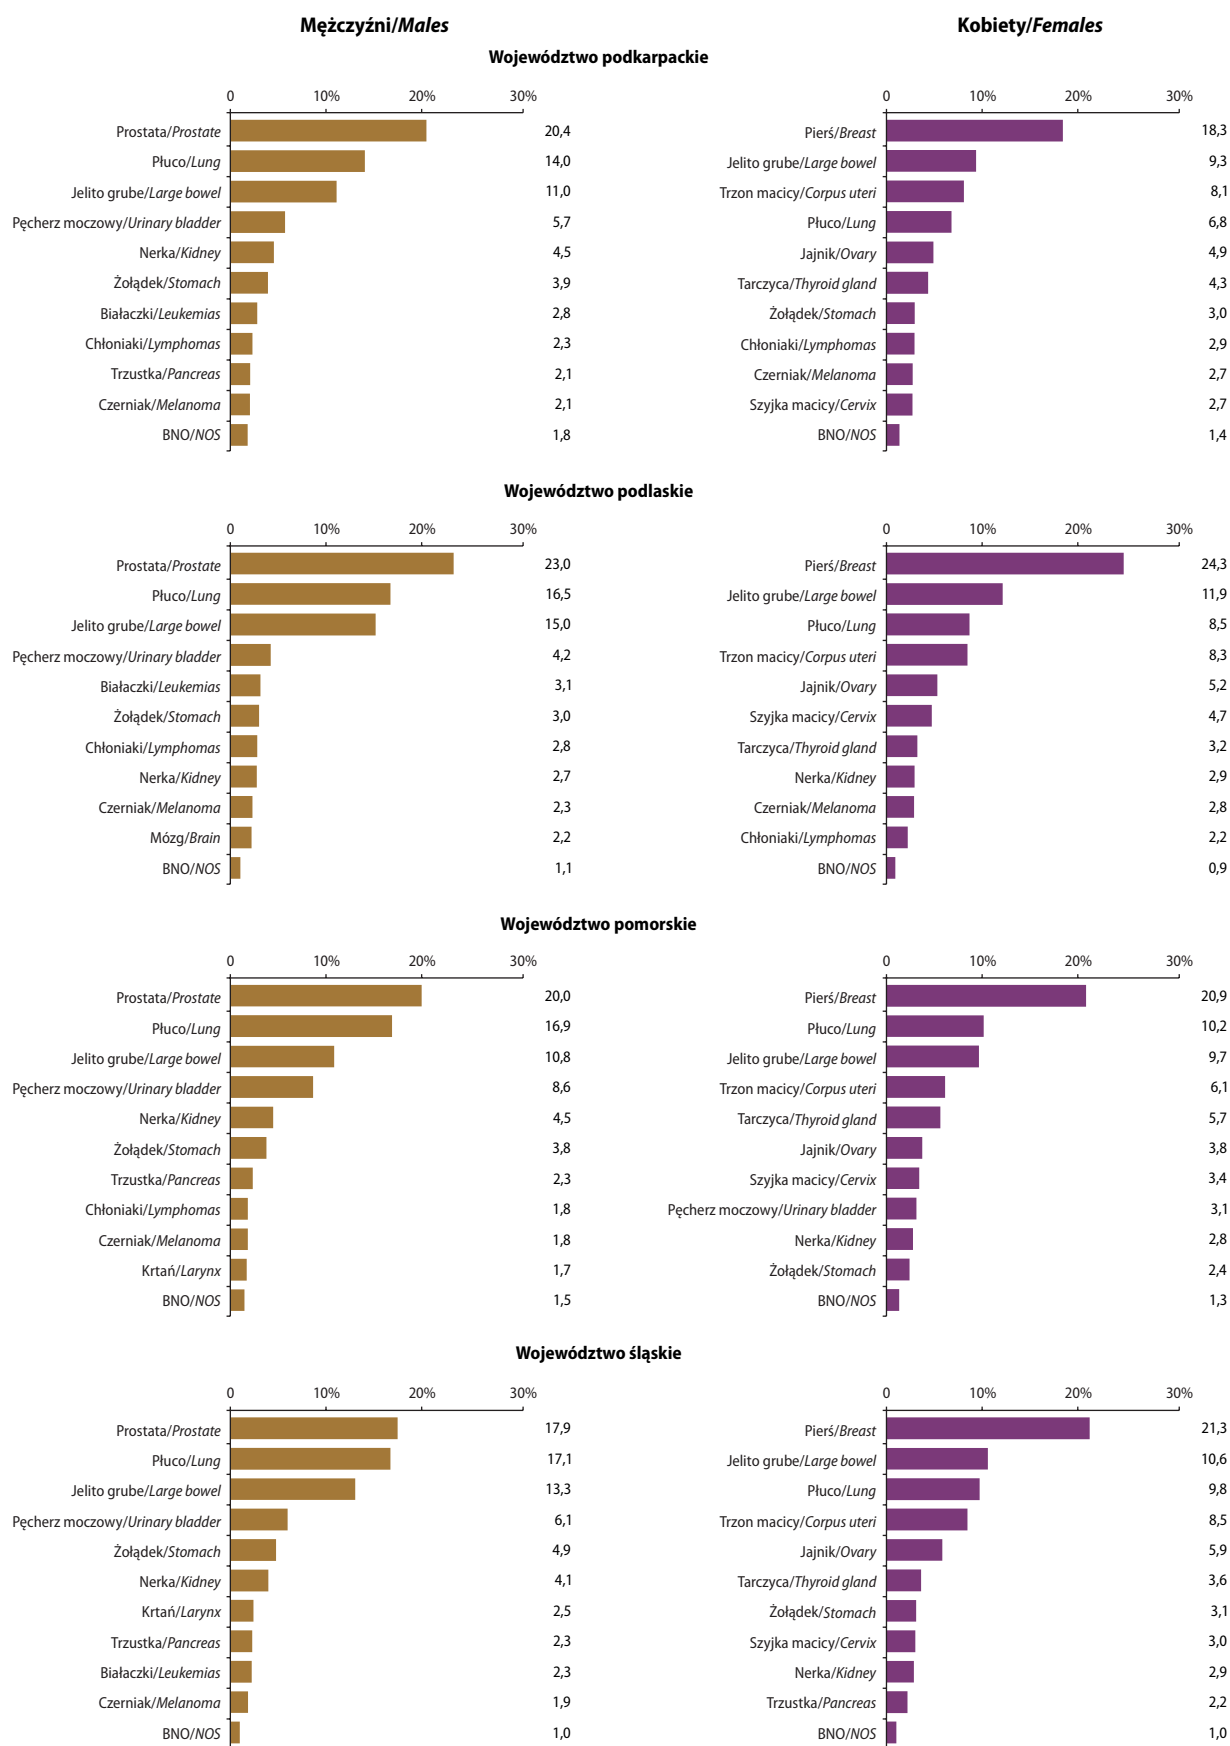 Mężczyźni/Males
Kobiety/Females
Województwo podkarpackie
0 10% 20% 30%
Prostata/Prostate 20,4
Płuco/Lung 14,0
Jelito grube/Large bowel 11,0
Pęcherz moczowy/Urinary bladder 5,7
Nerka/Kidney 4,5
Żołądek/Stomach 3,9
Białaczki/Leukemias 2,8
Chłoniaki/Lymphomas 2,3
Trzustka/Pancreas 2,1
Czerniak/Melanoma 2,1
BNO/NOS 1,8
0 10% 20% 30%
Pierś/Breast 18,3
Jelito grube/Large bowel 9,3
Trzon macicy/Corpus uteri 8,1
Płuco/Lung 6,8
Jajnik/Ovary 4,9
Tarczyca/Thyroid gland 4,3
Żołądek/Stomach 3,0
Chłoniaki/Lymphomas 2,9
Czerniak/Melanoma 2,7
Szyjka macicy/Cervix 2,7
BNO/NOS 1,4
Województwo podlaskie
0 10% 20% 30%
Prostata/Prostate 23,0
Płuco/Lung 16,5
Jelito grube/Large bowel 15,0
Pęcherz moczowy/Urinary bladder 4,2
Białaczki/Leukemias 3,1
Żołądek/Stomach 3,0
Chłoniaki/Lymphomas 2,8
Nerka/Kidney 2,7
Czerniak/Melanoma 2,3
Mózg/Brain 2,2
BNO/NOS 1,1
0 10% 20% 30%
Pierś/Breast 24,3
Jelito grube/Large bowel 11,9
Płuco/Lung 8,5
Trzon macicy/Corpus uteri 8,3
Jajnik/Ovary 5,2
Szyjka macicy/Cervix 4,7
Tarczyca/Thyroid gland 3,2
Nerka/Kidney 2,9
Czerniak/Melanoma 2,8
Chłoniaki/Lymphomas 2,2
BNO/NOS 0,9
Województwo pomorskie
0 10% 20% 30%
Prostata/Prostate 20,0
Płuco/Lung 16,9
Jelito grube/Large bowel 10,8
Pęcherz moczowy/Urinary bladder 8,6
Nerka/Kidney 4,5
Żołądek/Stomach 3,8
Trzustka/Pancreas 2,3
Chłoniaki/Lymphomas 1,8
Czerniak/Melanoma 1,8
Krtań/Larynx 1,7
BNO/NOS 1,5
0 10% 20% 30%
Pierś/Breast 20,9
Płuco/Lung 10,2
Jelito grube/Large bowel 9,7
Trzon macicy/Corpus uteri 6,1
Tarczyca/Thyroid gland 5,7
Jajnik/Ovary 3,8
Szyjka macicy/Cervix 3,4
Pęcherz moczowy/Urinary bladder 3,1
Nerka/Kidney 2,8
Żołądek/Stomach 2,4
BNO/NOS 1,3
Województwo śląskie
0 10% 20% 30%
Prostata/Prostate 17,9
Płuco/Lung 17,1
Jelito grube/Large bowel 13,3
Pęcherz moczowy/Urinary bladder 6,1
Żołądek/Stomach 4,9
Nerka/Kidney 4,1
Krtań/Larynx 2,5
Trzustka/Pancreas 2,3
Białaczki/Leukemias 2,3
Czerniak/Melanoma 1,9
BNO/NOS 1,0
0 10% 20% 30%
Pierś/Breast 21,3
Jelito grube/Large bowel 10,6
Płuco/Lung 9,8
Trzon macicy/Corpus uteri 8,5
Jajnik/Ovary 5,9
Tarczyca/Thyroid gland 3,6
Żołądek/Stomach 3,1
Szyjka macicy/Cervix 3,0
Nerka/Kidney 2,9
Trzustka/Pancreas 2,2
BNO/NOS 1,0